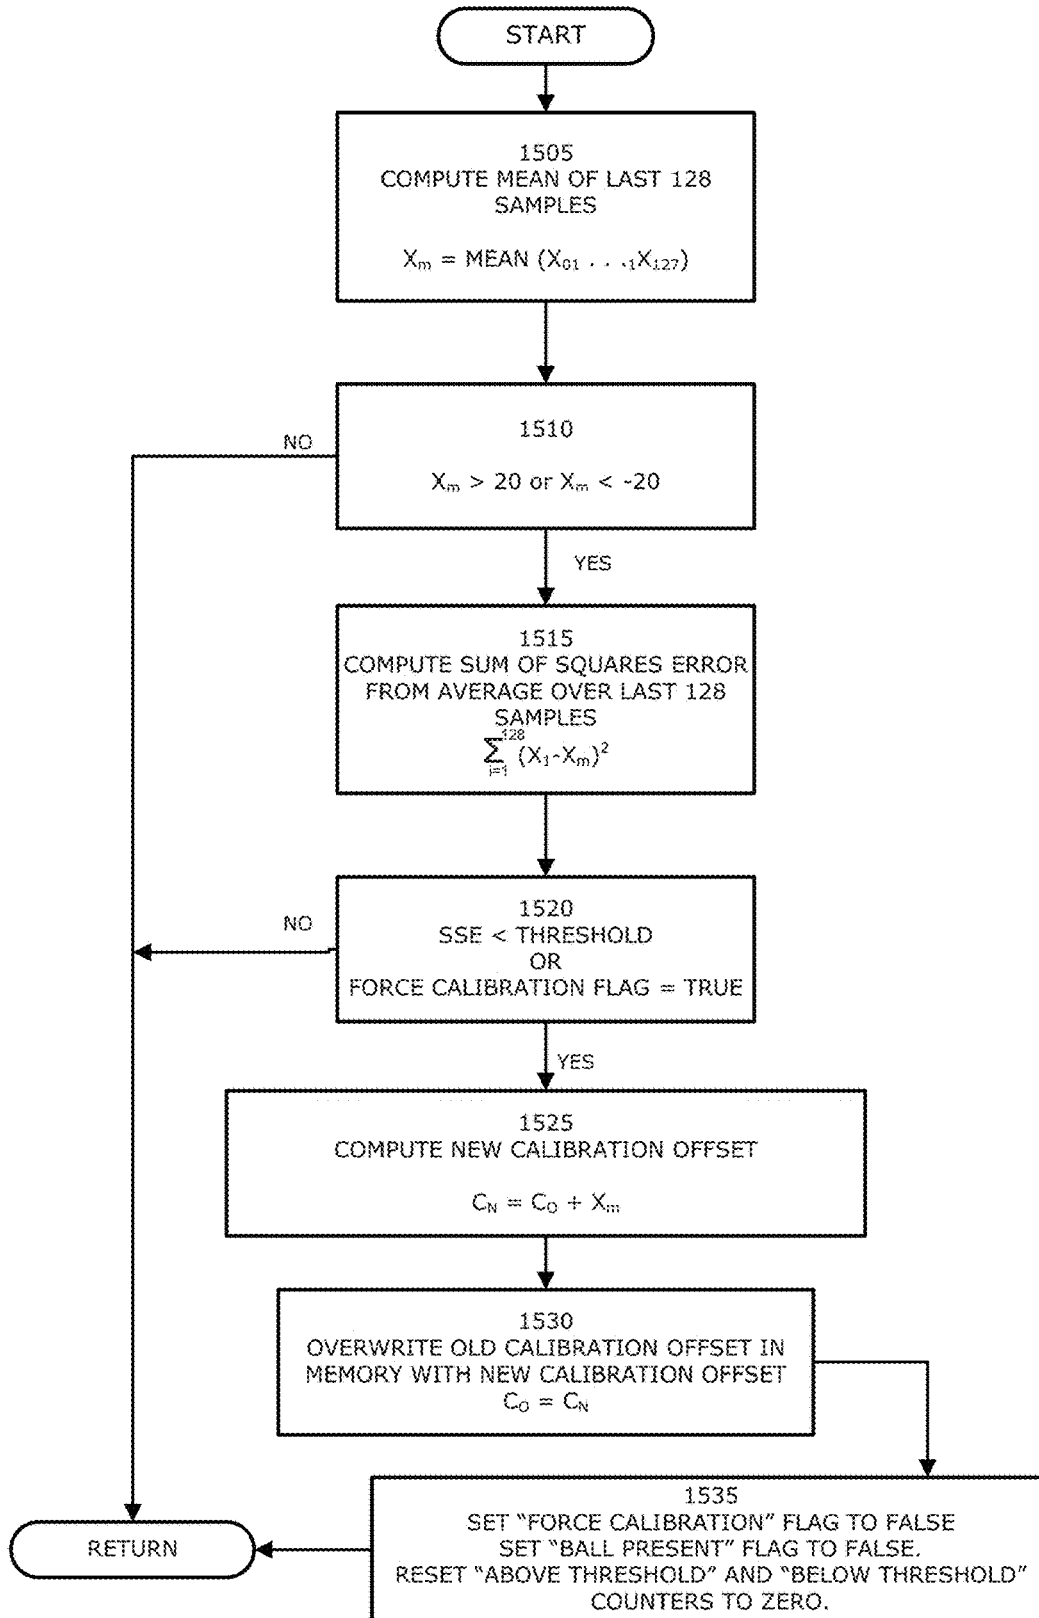 START
1505
COMPUTE MEAN OF LAST 128
SAMPLES
Xm = MEAN (X01 . . .,1X127)
NO
1510
Xm > 20 or Xm < -20
YES
1515
COMPUTE SUM OF SQUARES ERROR
FROM AVERAGE OVER LAST 128
SAMPLES
128
∑ (X1-Xm)2
i=1
NO
1520
SSE < THRESHOLD
OR
FORCE CALIBRATION FLAG = TRUE
YES
1525
COMPUTE NEW CALIBRATION OFFSET
CN = CO + Xm
1530
OVERWRITE OLD CALIBRATION OFFSET IN
MEMORY WITH NEW CALIBRATION OFFSET
CO = CN
1535
SET “FORCE CALIBRATION” FLAG TO FALSE
SET “BALL PRESENT” FLAG TO FALSE.
RESET “ABOVE THRESHOLD” AND “BELOW THRESHOLD”
COUNTERS TO ZERO.
RETURN